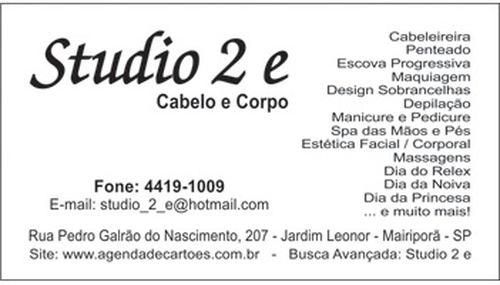 Studio 2 e
Cabelo e Corpo
Cabeleireira
Penteado
Escova Progressiva
Maquiagem
Design Sobrancelhas
Depilação
Manicure e Pedicure
Spa das Mãos e Pés
Estética Facial / Corporal
Massagens
Dia do Relex
Dia da Noiva
Dia da Princesa
... e muito mais!
Fone: 4419-1009
E-mail: studio_2_e@hotmail.com
Rua Pedro Galrão do Nascimento, 207 - Jardim Leonor - Mairiporã - SP
Site: www.agendadecartoes.com.br - Busca Avançada: Studio 2 e